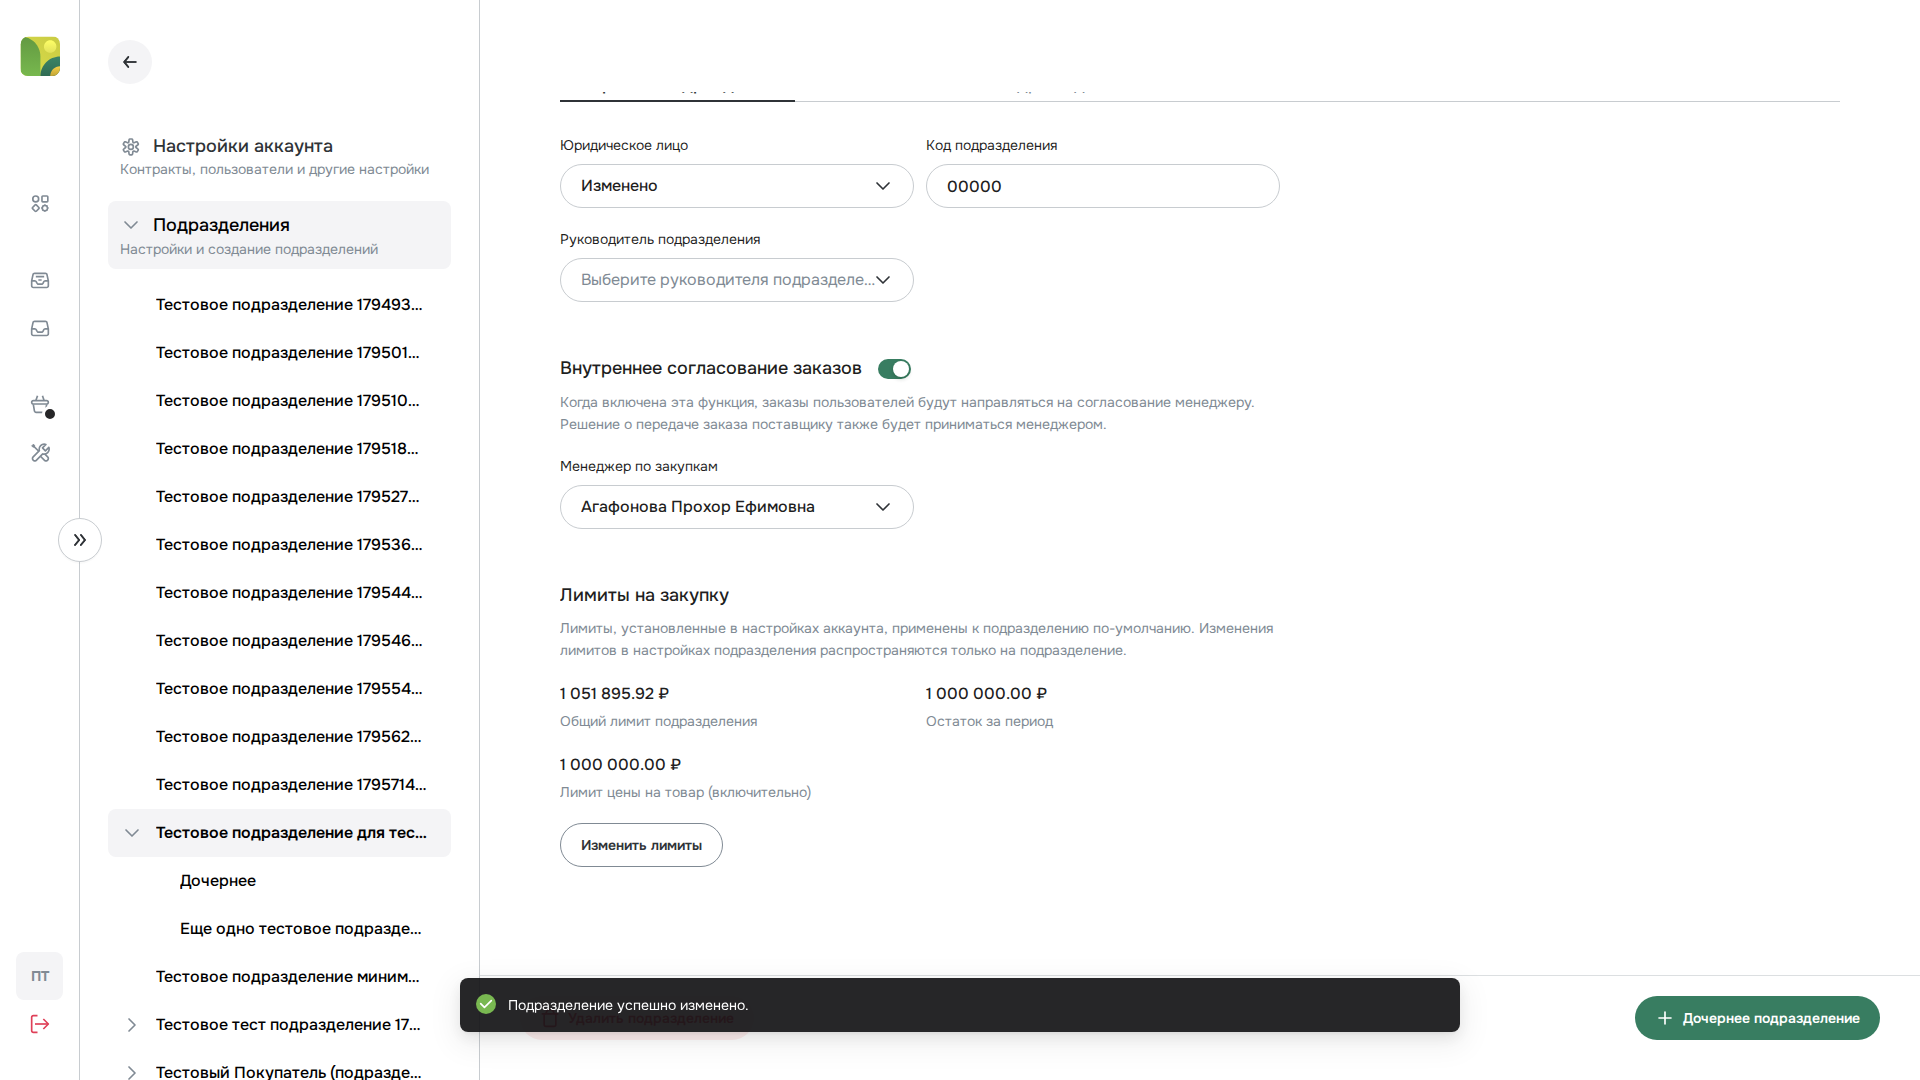 Настройки аккаунта
Контракты, пользователи и другие настройки
Подразделения
Настройки и создание подразделений
Тестовое подразделение 179493...
Тестовое подразделение 179501...
Тестовое подразделение 179510...
Тестовое подразделение 179518...
Тестовое подразделение 179527...
Тестовое подразделение 179536...
Тестовое подразделение 179544...
Тестовое подразделение 179546...
Тестовое подразделение 179554...
Тестовое подразделение 179562...
Тестовое подразделение 1795714...
Тестовое подразделение для тес...
Дочернее
Еще одно тестовое подразде...
Тестовое подразделение миним...
Тестовое тест подразделение 17...
Тестовый Покупатель (подразде...
ПТ
Юридическое лицо
Код подразделения
Изменено
00000
Руководитель подразделения
Выберите руководителя подразделе...
Внутреннее согласование заказов
Когда включена эта функция, заказы пользователей будут направляться на согласование менеджеру.
Решение о передаче заказа поставщику также будет приниматься менеджером.
Менеджер по закупкам
Агафонова Прохор Ефимовна
Лимиты на закупку
Лимиты, установленные в настройках аккаунта, применены к подразделению по-умолчанию. Изменения
лимитов в настройках подразделения распространяются только на подразделение.
1 051 895.92 ₽
1 000 000.00 ₽
Общий лимит подразделения
Остаток за период
1 000 000.00 ₽
Лимит цены на товар (включительно)
Изменить лимиты
Подразделение успешно изменено.
Удалить подразделение
Дочернее подразделение